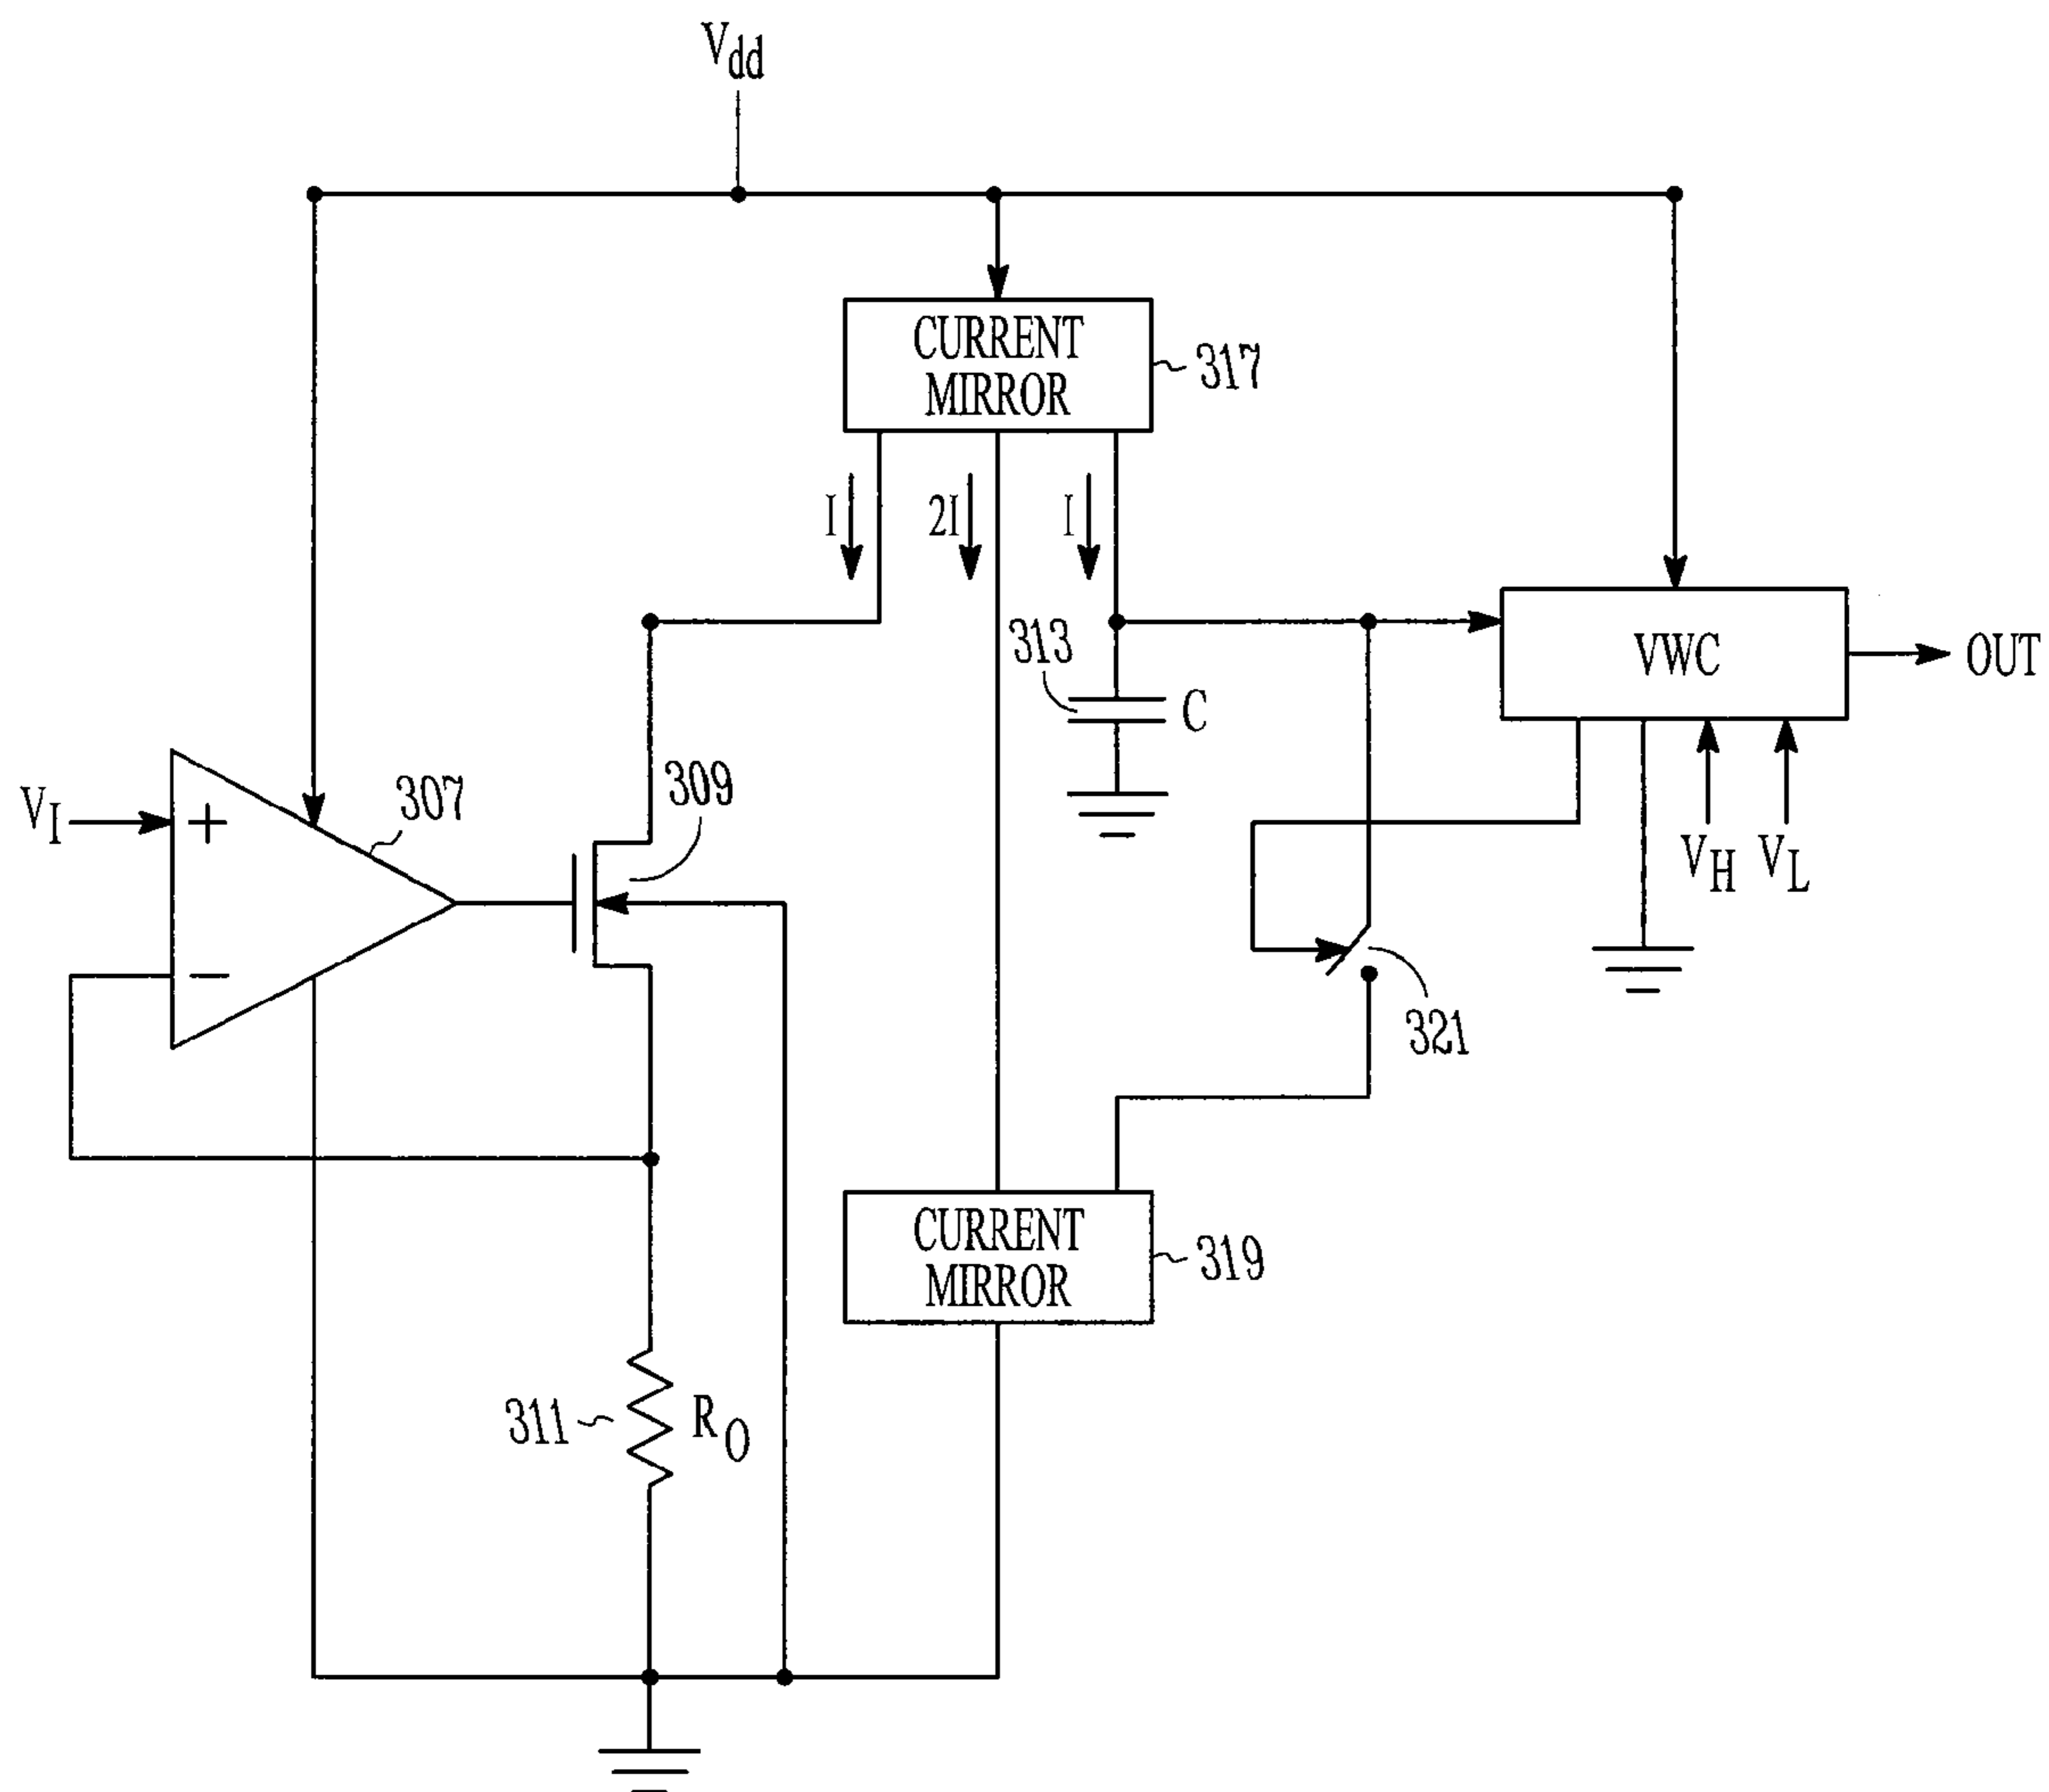 Vdd
CURRENT
MIRROR
317
I
2I
I
313
C
VWC
OUT
VI
+
−
307
309
VH
VL
321
CURRENT
MIRROR
319
311
RO